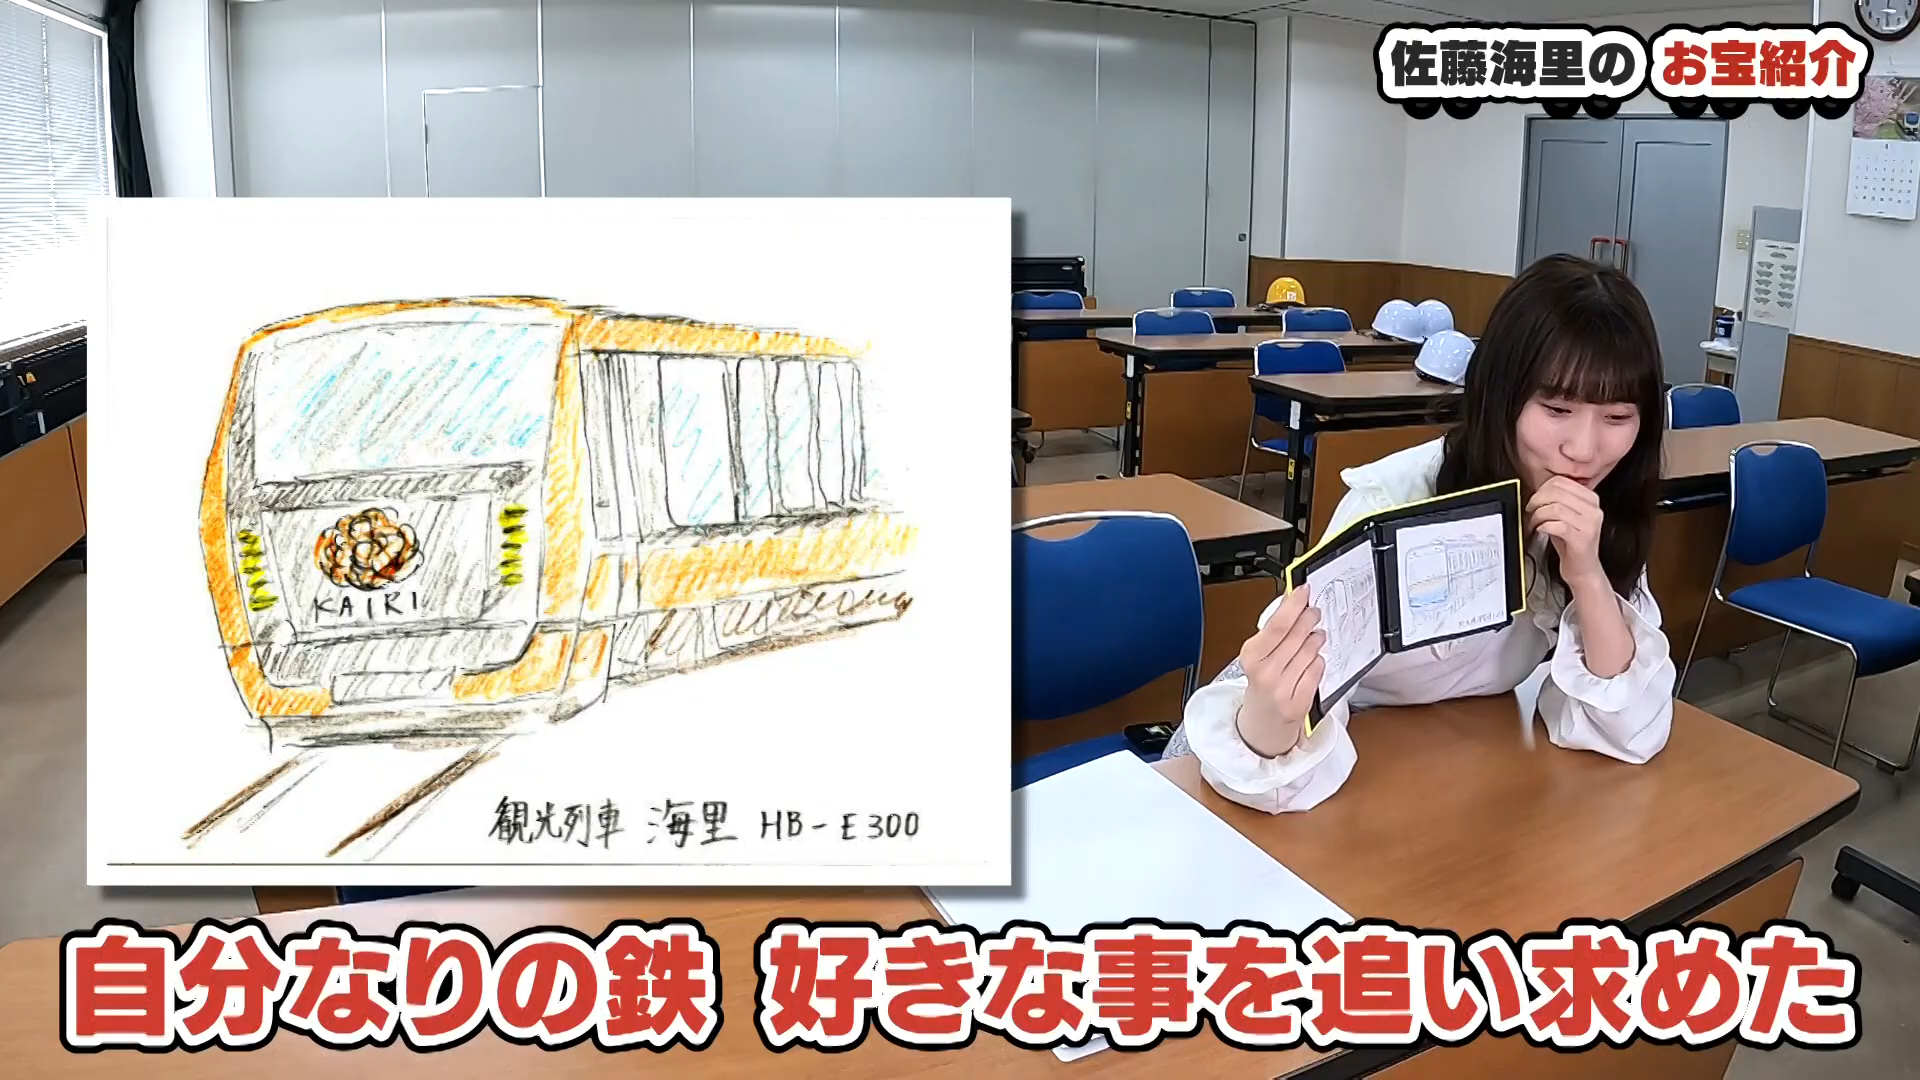 佐藤海里の お宝紹介
KAIRI
観光列車 海里 HB-E300
自分なりの鉄 好きな事を追い求めた